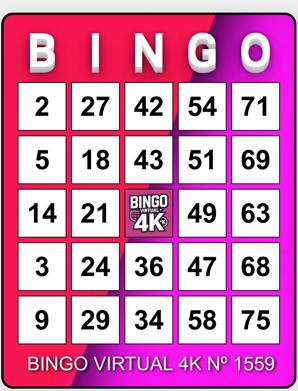 B I N G O
2 27 42 54 71
5 18 43 51 69
14 21 BINGO VIRTUAL 4K 49 63
3 24 36 47 68
9 29 34 58 75
BINGO VIRTUAL 4K Nº 1559